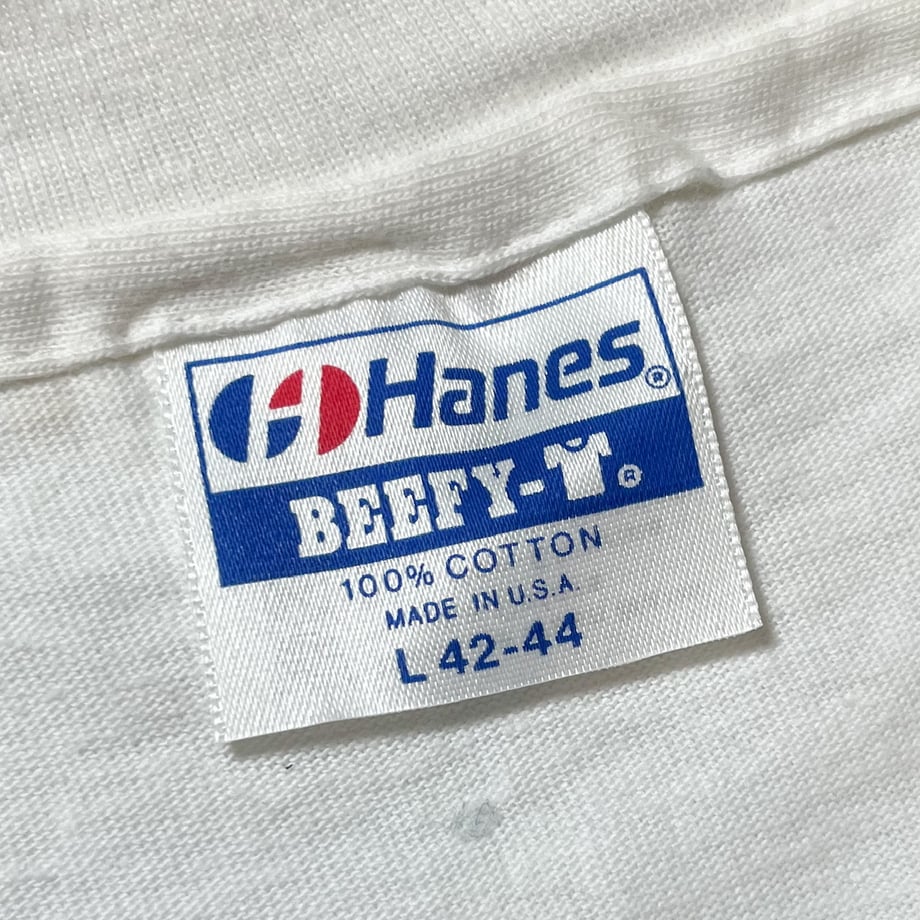 Hanes®
BEEFY-®
100% COTTON
MADE IN U.S.A.
L 42-44